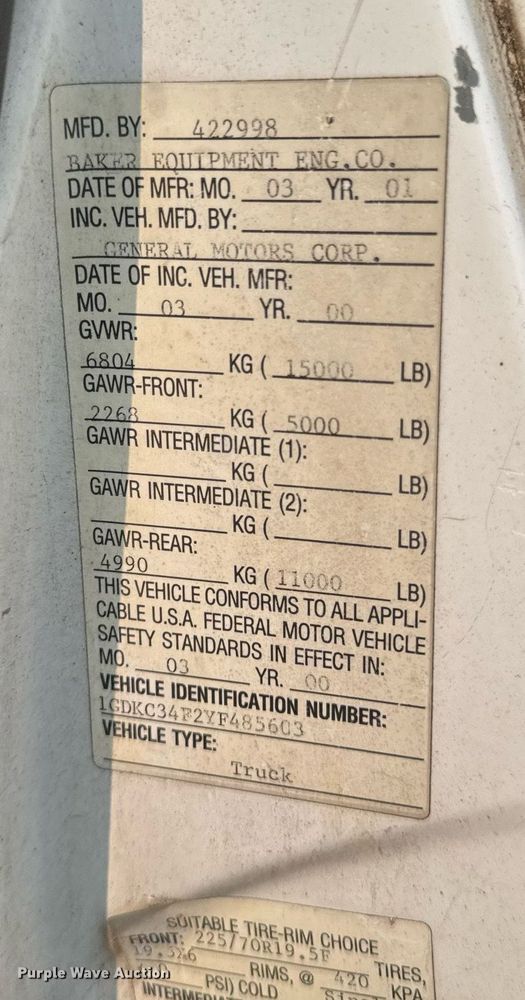 MFD. BY: 422998
BAKER EQUIPMENT ENG.CO.
DATE OF MFR: MO. 03 YR. 01
INC. VEH. MFD. BY:
GENERAL MOTORS CORP.
DATE OF INC. VEH. MFR:
MO. 03 YR. 00
GVWR:
6804 KG ( 15000 LB)
GAWR-FRONT:
2268 KG ( 5000 LB)
GAWR INTERMEDIATE (1):
KG ( LB)
GAWR INTERMEDIATE (2):
KG ( LB)
GAWR-REAR:
4990 KG ( 11000 LB)
THIS VEHICLE CONFORMS TO ALL APPLI-
CABLE U.S.A. FEDERAL MOTOR VEHICLE
SAFETY STANDARDS IN EFFECT IN:
MO. 03 YR. 00
VEHICLE IDENTIFICATION NUMBER:
1GDKC34F2YF485603
VEHICLE TYPE:
Truck
SUITABLE TIRE-RIM CHOICE
FRONT: 225/70R19.5F TIRES,
19.5X6 RIMS, @ 420 KPA
PSI) COLD
Purple Wave Auction